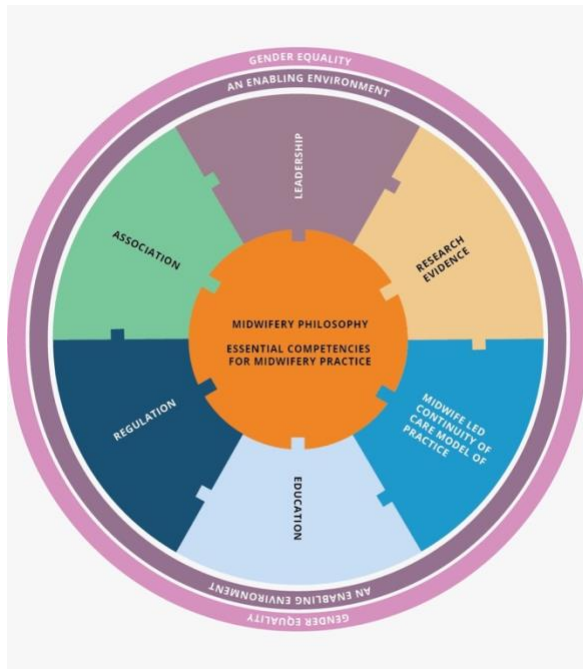 GENDER EQUALITY
AN ENABLING ENVIRONMENT
LEADERSHIP
ASSOCIATION
RESEARCH
EVIDENCE
MIDWIFERY PHILOSOPHY
ESSENTIAL COMPETENCIES
FOR MIDWIFERY PRACTICE
REGULATION
MIDWIFE LED
CONTINUITY OF
CARE MODEL OF
PRACTICE
EDUCATION
AN ENABLING ENVIRONMENT
GENDER EQUALITY